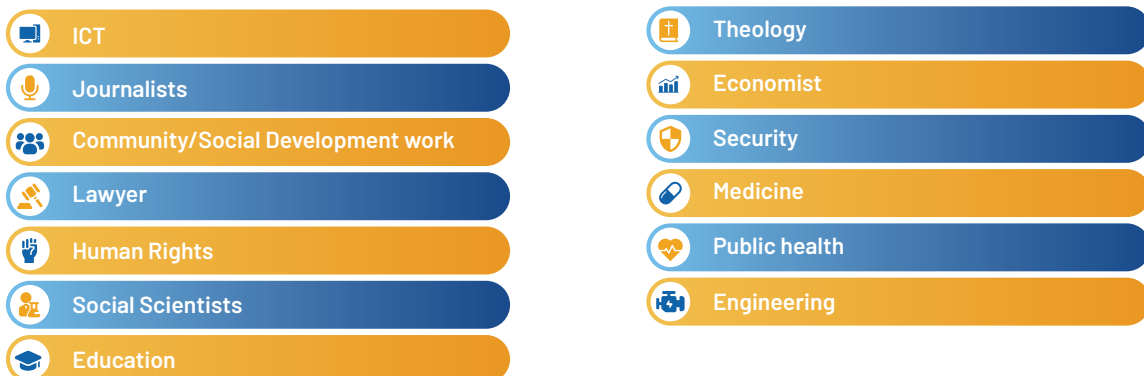 ICT
Journalists
Community/Social Development work
Lawyer
Human Rights
Social Scientists
Education
Theology
Economist
Security
Medicine
Public health
Engineering